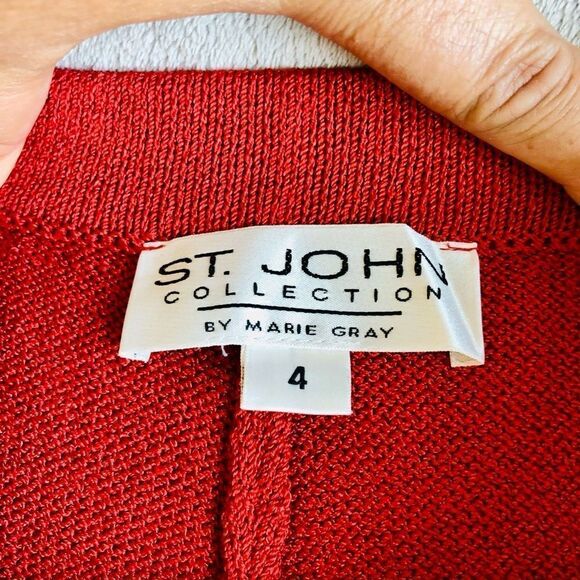 ST. JOHN
COLLECTION
BY MARIE GRAY
4